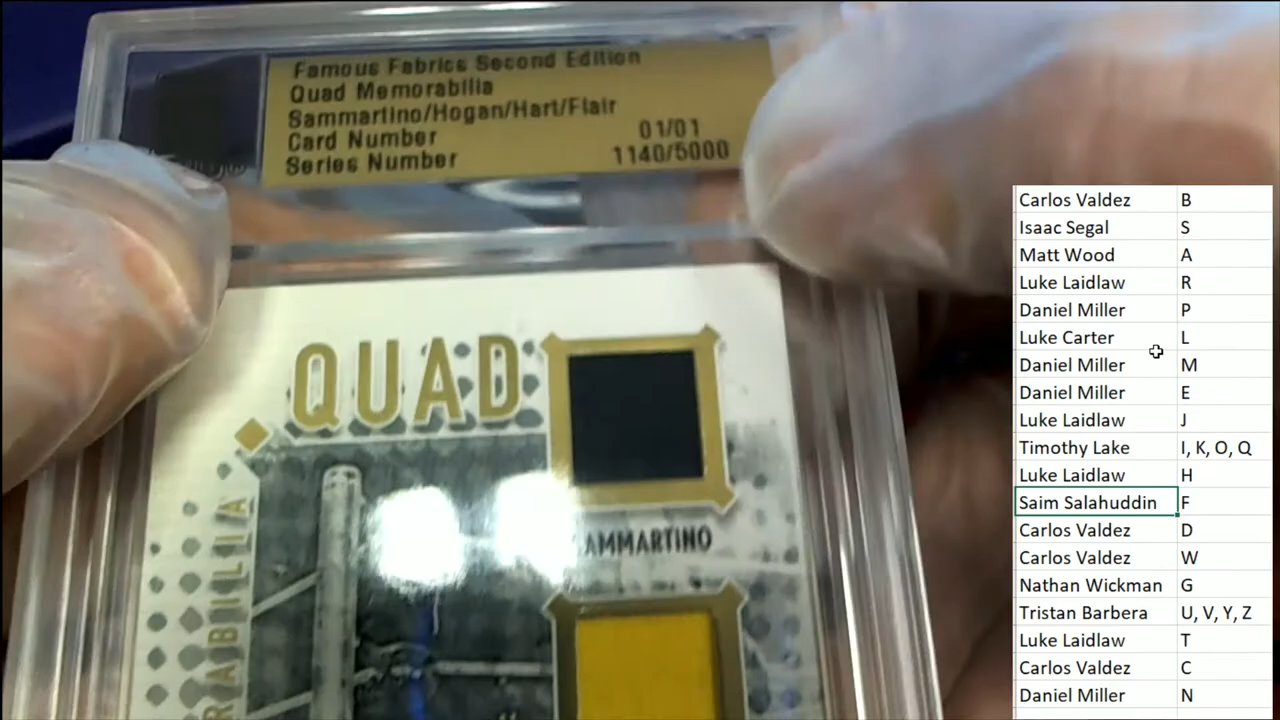 Famous Fabrics Second Edition
Quad Memorabilia
Sammartino/Hogan/Hart/Flair
Card Number 01/01
Series Number 1140/5000
QUAD
AMMARTINO
RABILIA
Carlos Valdez B
Isaac Segal S
Matt Wood A
Luke Laidlaw R
Daniel Miller P
Luke Carter L
Daniel Miller M
Daniel Miller E
Luke Laidlaw J
Timothy Lake I, K, O, Q
Luke Laidlaw H
Saim Salahuddin F
Carlos Valdez D
Carlos Valdez W
Nathan Wickman G
Tristan Barbera U, V, Y, Z
Luke Laidlaw T
Carlos Valdez C
Daniel Miller N